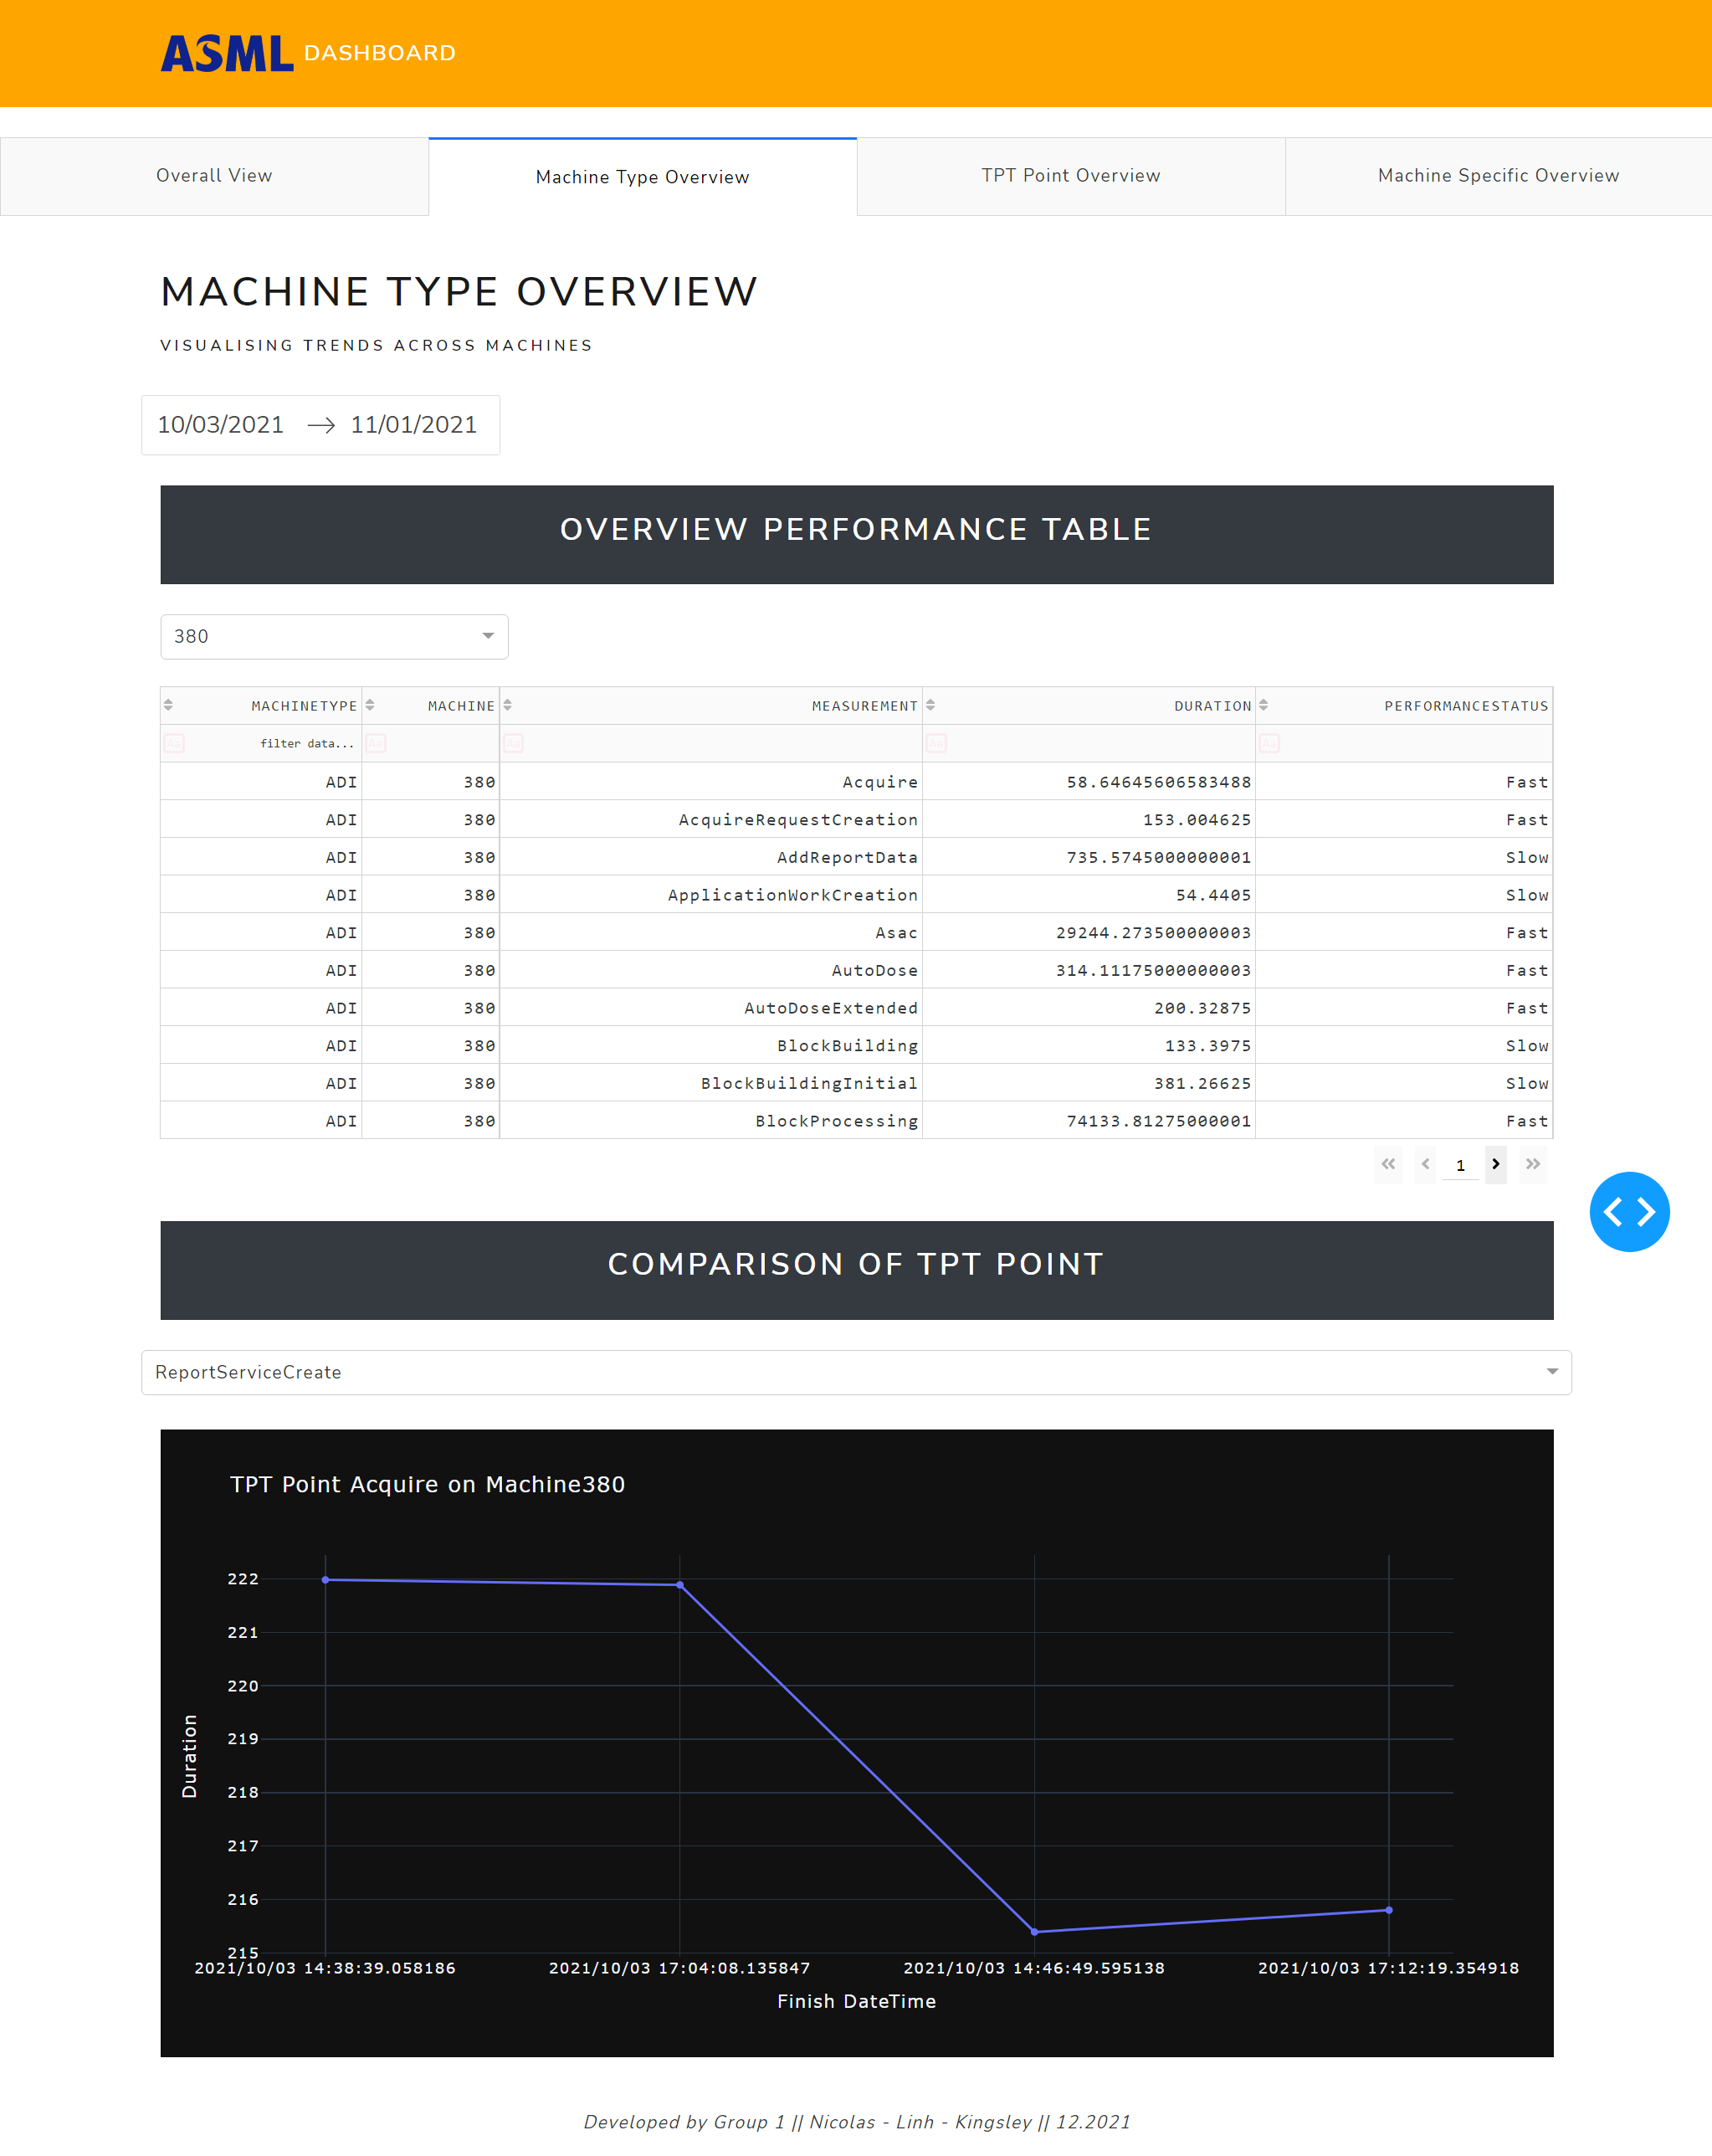 ASML DASHBOARD
Overall View
Machine Type Overview
TPT Point Overview
Machine Specific Overview
MACHINE TYPE OVERVIEW
VISUALISING TRENDS ACROSS MACHINES
10/03/2021 → 11/01/2021
OVERVIEW PERFORMANCE TABLE
380
MACHINETYPE MACHINE MEASUREMENT DURATION PERFORMANCESTATUS
Aa filter data... Aa Aa Aa Aa
ADI 380 Acquire 58.64645606583488 Fast
ADI 380 AcquireRequestCreation 153.004625 Fast
ADI 380 AddReportData 735.5745000000001 Slow
ADI 380 ApplicationWorkCreation 54.4405 Slow
ADI 380 Asac 29244.273500000003 Fast
ADI 380 AutoDose 314.11175000000003 Fast
ADI 380 AutoDoseExtended 200.32875 Fast
ADI 380 BlockBuilding 133.3975 Slow
ADI 380 BlockBuildingInitial 381.26625 Slow
ADI 380 BlockProcessing 74133.81275000001 Fast
1
COMPARISON OF TPT POINT
ReportServiceCreate
TPT Point Acquire on Machine380
222
221
220
219
218
217
216
215
Duration
2021/10/03 14:38:39.058186 2021/10/03 17:04:08.135847 2021/10/03 14:46:49.595138 2021/10/03 17:12:19.354918
Finish DateTime
Developed by Group 1 || Nicolas - Linh - Kingsley || 12.2021